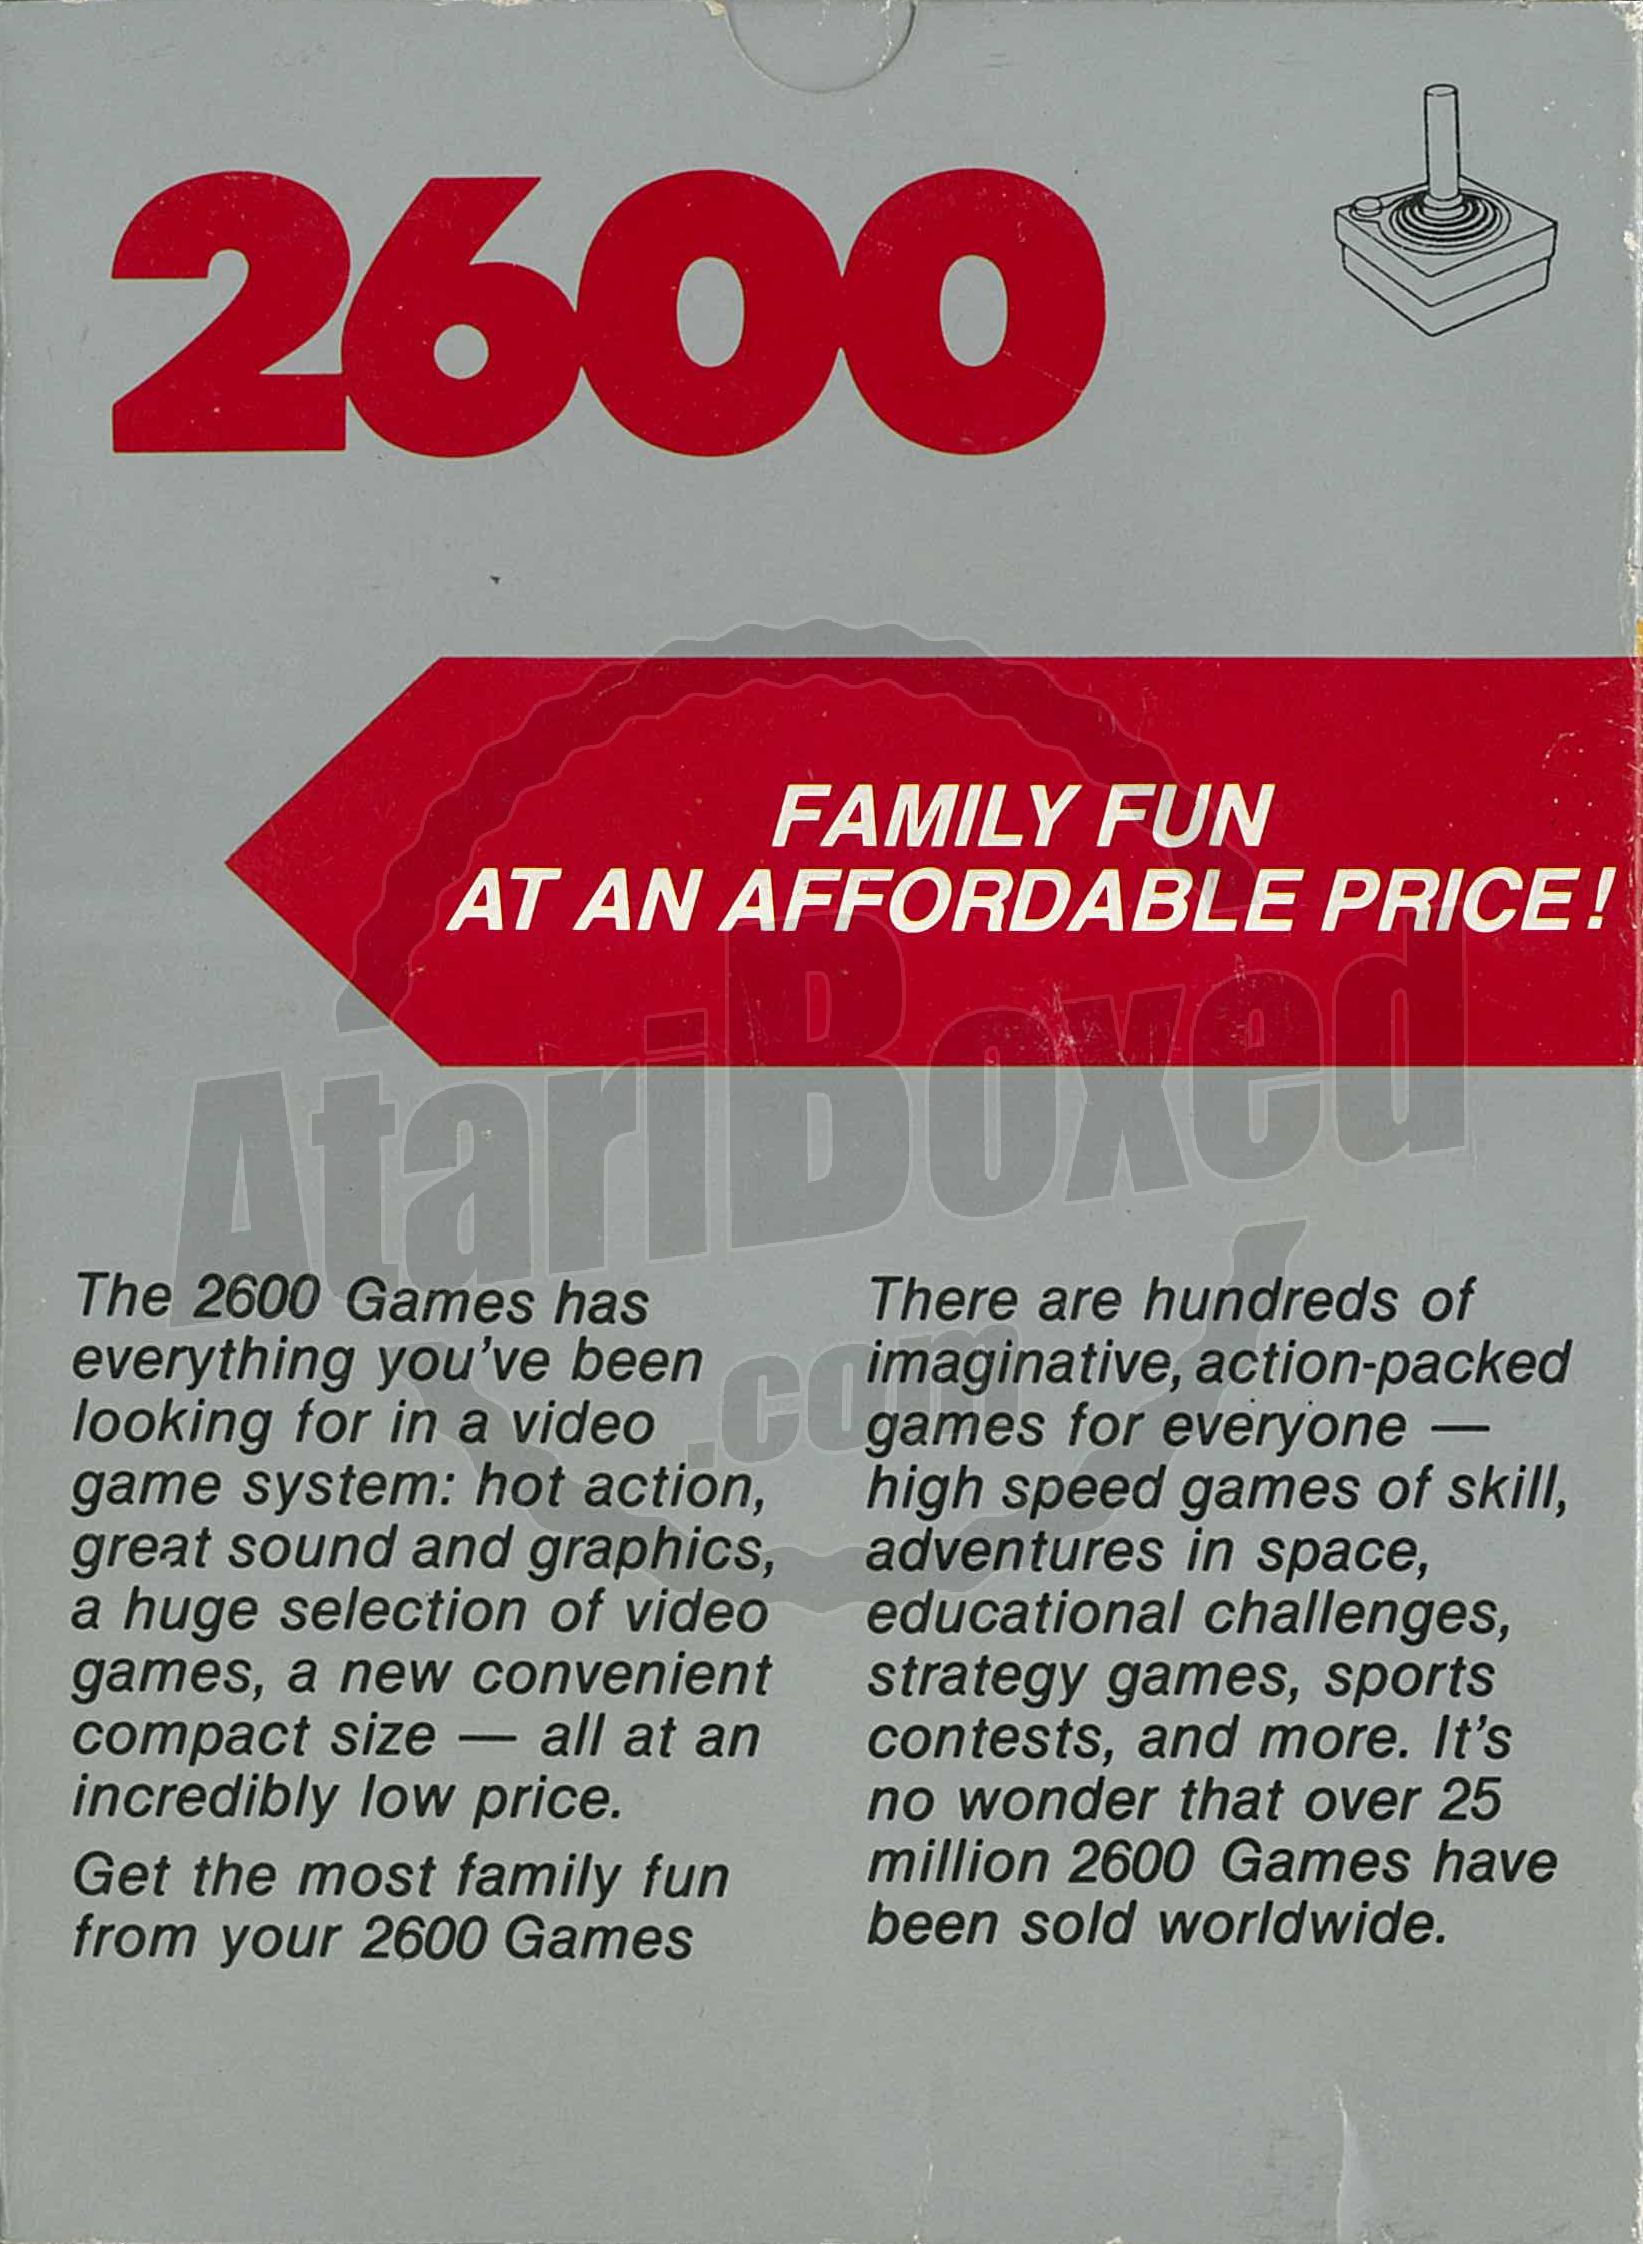 2600
FAMILY FUN
AT AN AFFORDABLE PRICE!
AtariBoxed
.com
The 2600 Games has
everything you've been
looking for in a video
game system: hot action,
great sound and graphics,
a huge selection of video
games, a new convenient
compact size — all at an
incredibly low price.
Get the most family fun
from your 2600 Games
There are hundreds of
imaginative, action-packed
games for everyone —
high speed games of skill,
adventures in space,
educational challenges,
strategy games, sports
contests, and more. It's
no wonder that over 25
million 2600 Games have
been sold worldwide.